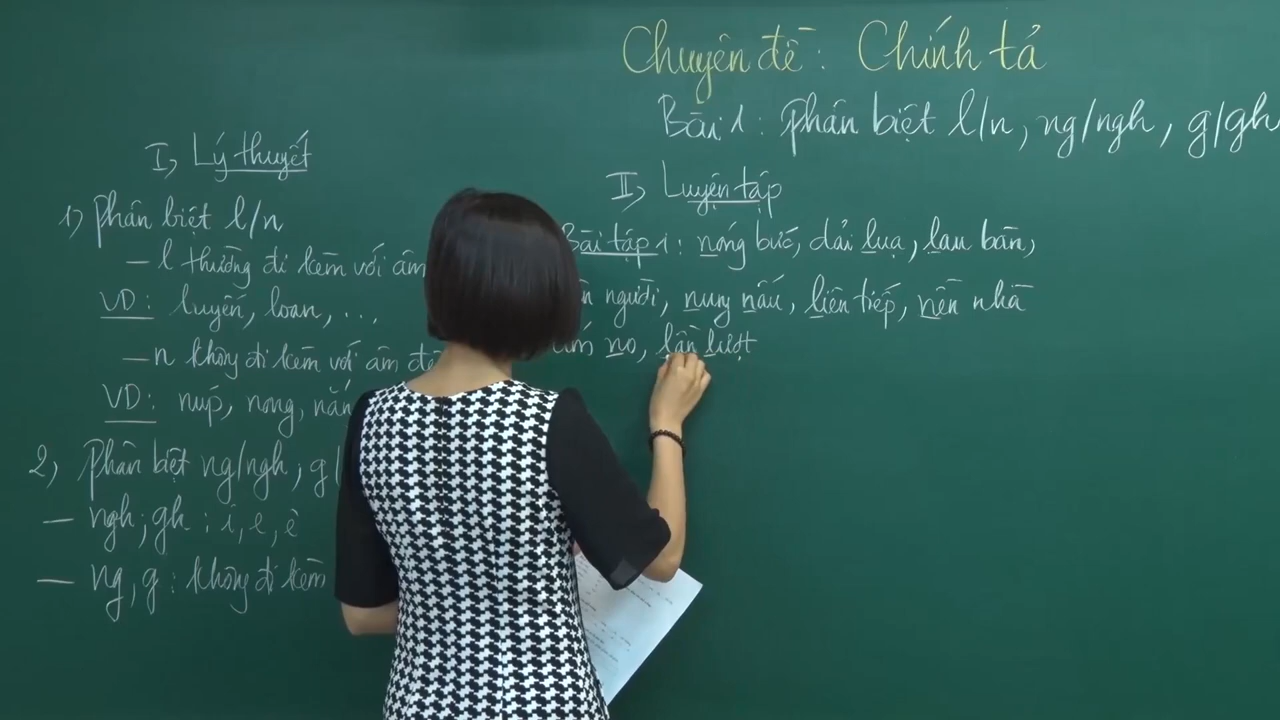 Chuyên đề: Chính tả
Bài 1: Phân biệt l/n, ng/ngh, g/gh
I, Lý thuyết
1, Phân biệt l/n
- l thường đi kèm với âm
VD: luyến, loan, ...
- n không đi kèm với âm đệ
VD: núp, nong, nắn
2, Phân biệt ng/ngh, g/
- ngh, gh: i, e, ê
- ng, g: không đi kèm
II, Luyện tập
Bài tập 1: nóng bức, dải lụa, lau bàn,
người, nung nấu, liên tiếp, nền nhà
no, lần lượt